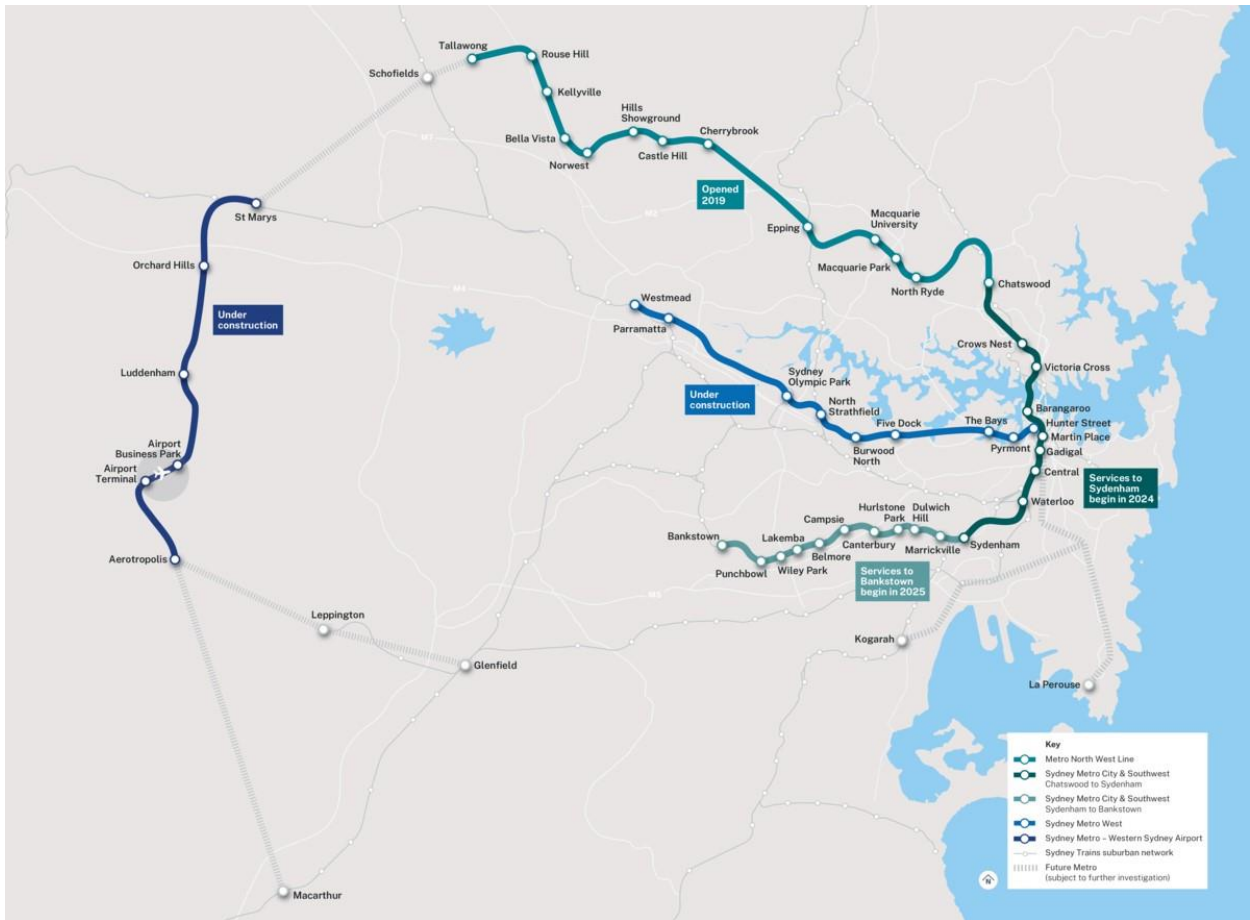 Tallawong
Rouse Hill
Schofields
Kellyville
Hills
Showground
Cherrybrook
Bella Vista
Castle Hill
Norwest
M7
Opened
2019
St Marys
M2
Macquarie
University
Epping
Orchard Hills
Macquarie Park
North Ryde
Chatswood
M4
Westmead
Under
construction
Parramatta
Crows Nest
Victoria Cross
Luddenham
Sydney
Olympic Park
Under
construction
North
Strathfield
Barangaroo
Five Dock
The Bays
Hunter Street
Martin Place
Airport
Business Park
Burwood
North
Pyrmont
Gadigal
Airport
Terminal
Central
Services to
Sydenham
begin in 2024
Waterloo
Hurlstone
Park
Dulwich
Hill
Campsie
Bankstown
Lakemba
Canterbury
Marrickville
Sydenham
Belmore
Punchbowl
Wiley Park
Aerotropolis
Services to
Bankstown
begin in 2025
M5
Leppington
Kogarah
Glenfield
La Perouse
Macarthur
Key
Metro North West Line
Sydney Metro City & Southwest
Chatswood to Sydenham
Sydney Metro City & Southwest
Sydenham to Bankstown
Sydney Metro West
Sydney Metro – Western Sydney Airport
Sydney Trains suburban network
Future Metro
(subject to further investigation)
N